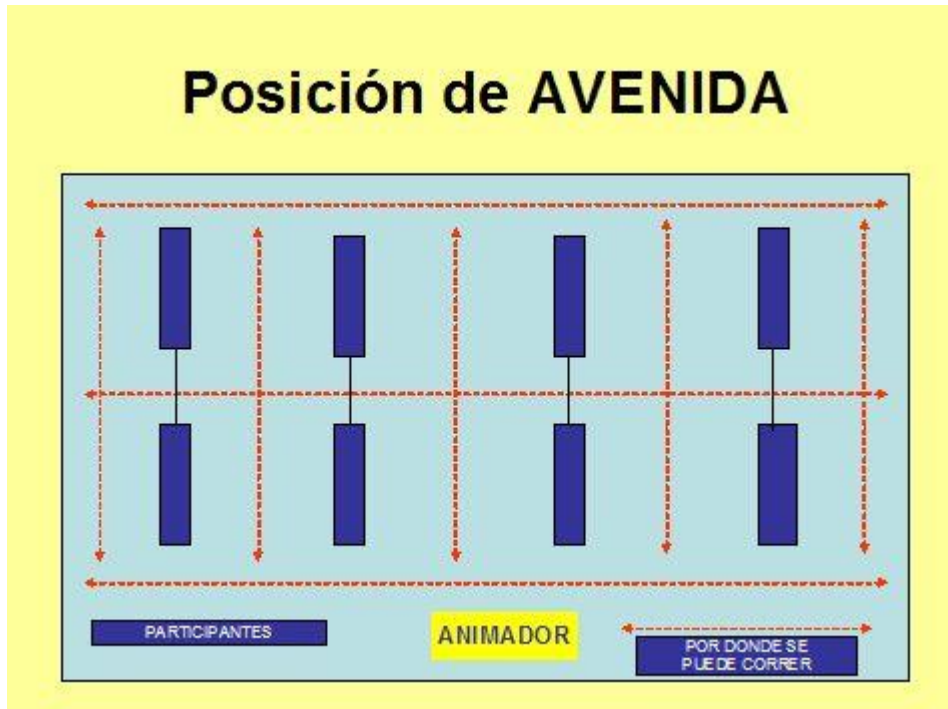 Posición de AVENIDA
PARTICIPANTES
ANIMADOR
POR DONDE SE
PUEDE CORRER